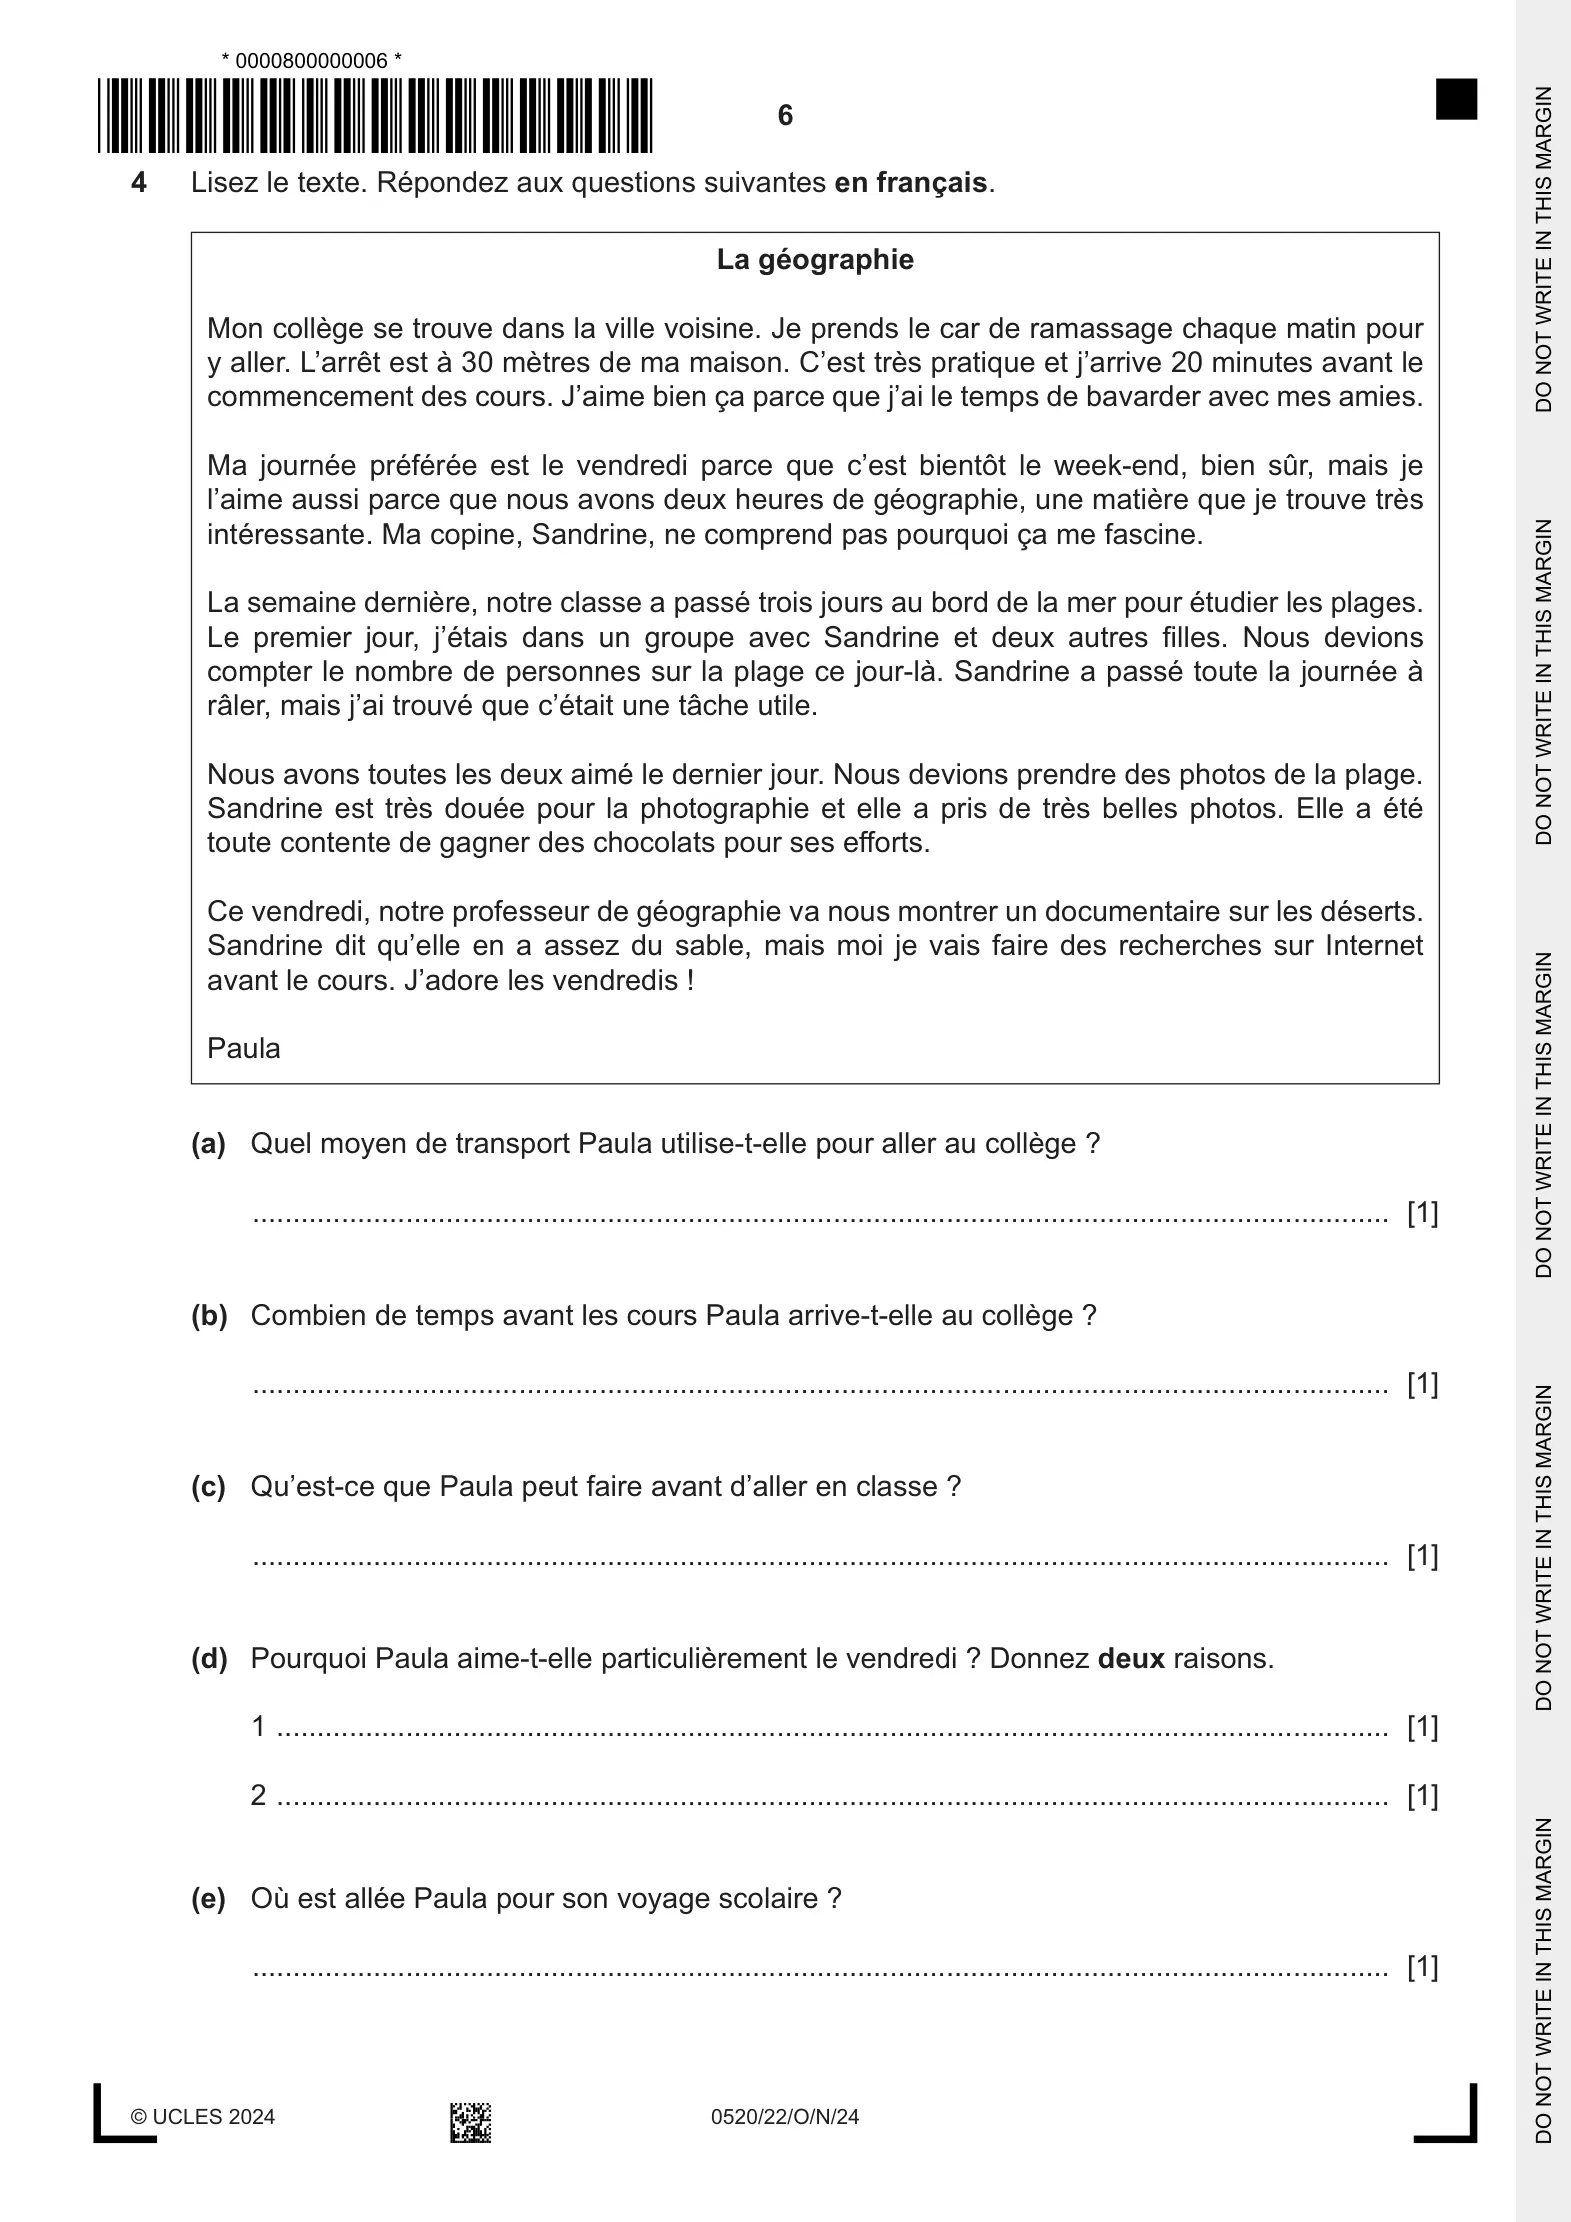 * 0000800000006 *
6
4 Lisez le texte. Répondez aux questions suivantes en français.
La géographie
Mon collège se trouve dans la ville voisine. Je prends le car de ramassage chaque matin pour
y aller. L’arrêt est à 30 mètres de ma maison. C’est très pratique et j’arrive 20 minutes avant le
commencement des cours. J’aime bien ça parce que j’ai le temps de bavarder avec mes amies.
Ma journée préférée est le vendredi parce que c’est bientôt le week-end, bien sûr, mais je
l’aime aussi parce que nous avons deux heures de géographie, une matière que je trouve très
intéressante. Ma copine, Sandrine, ne comprend pas pourquoi ça me fascine.
La semaine dernière, notre classe a passé trois jours au bord de la mer pour étudier les plages.
Le premier jour, j’étais dans un groupe avec Sandrine et deux autres filles. Nous devions
compter le nombre de personnes sur la plage ce jour-là. Sandrine a passé toute la journée à
râler, mais j’ai trouvé que c’était une tâche utile.
Nous avons toutes les deux aimé le dernier jour. Nous devions prendre des photos de la plage.
Sandrine est très douée pour la photographie et elle a pris de très belles photos. Elle a été
toute contente de gagner des chocolats pour ses efforts.
Ce vendredi, notre professeur de géographie va nous montrer un documentaire sur les déserts.
Sandrine dit qu’elle en a assez du sable, mais moi je vais faire des recherches sur Internet
avant le cours. J’adore les vendredis !
Paula
(a) Quel moyen de transport Paula utilise-t-elle pour aller au collège ?
[1]
(b) Combien de temps avant les cours Paula arrive-t-elle au collège ?
[1]
(c) Qu’est-ce que Paula peut faire avant d’aller en classe ?
[1]
(d) Pourquoi Paula aime-t-elle particulièrement le vendredi ? Donnez deux raisons.
1 [1]
2 [1]
(e) Où est allée Paula pour son voyage scolaire ?
[1]
© UCLES 2024
0520/22/O/N/24
DO NOT WRITE IN THIS MARGIN
DO NOT WRITE IN THIS MARGIN
DO NOT WRITE IN THIS MARGIN
DO NOT WRITE IN THIS MARGIN
DO NOT WRITE IN THIS MARGIN